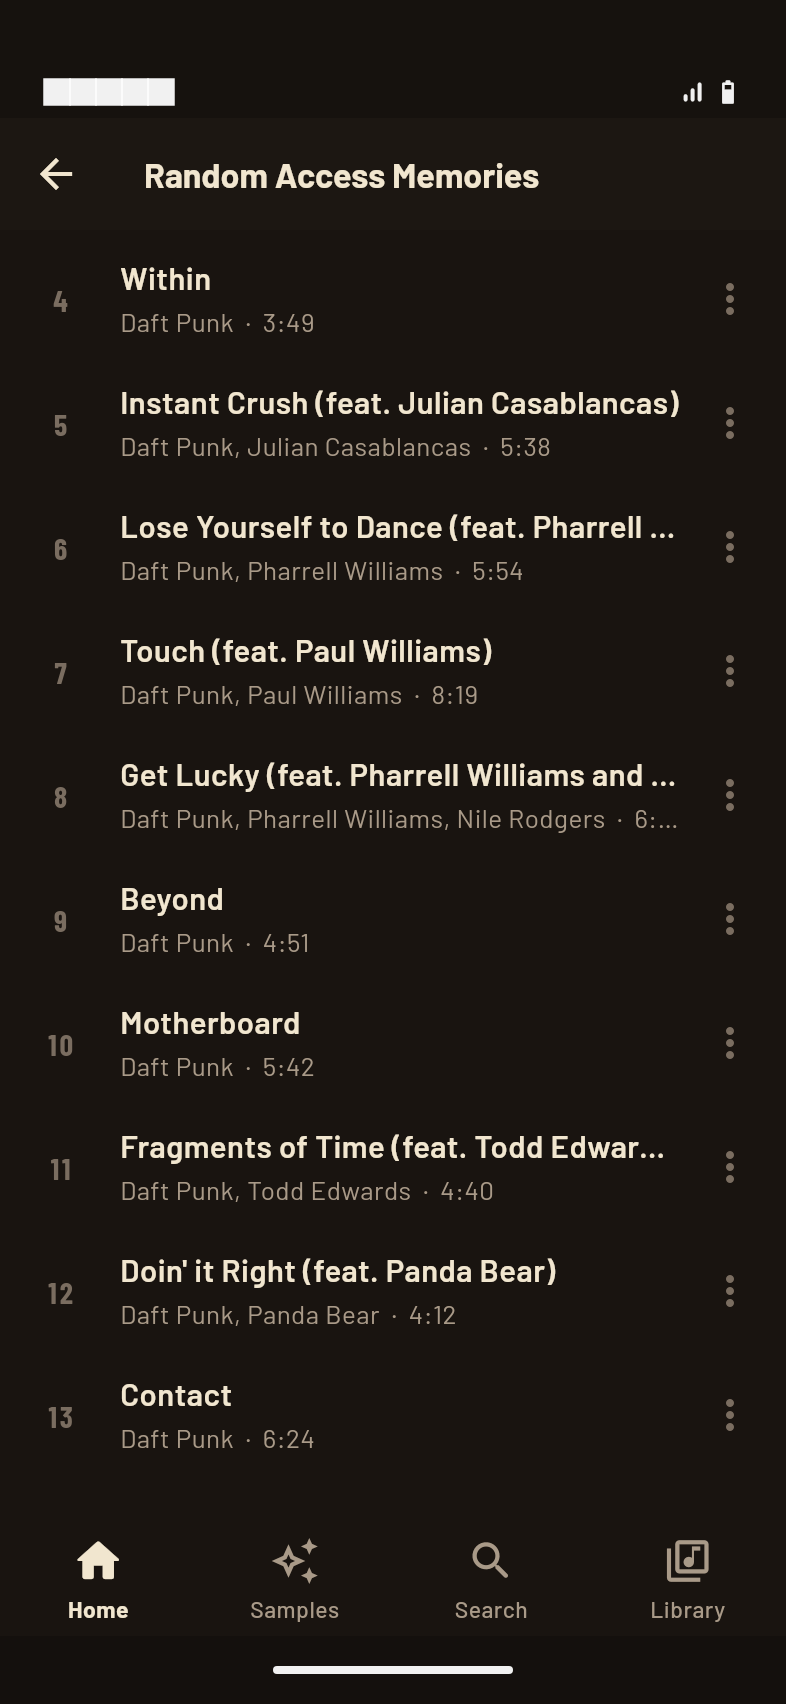 Random Access Memories
4
Within
Daft Punk · 3:49
5
Instant Crush (feat. Julian Casablancas)
Daft Punk, Julian Casablancas · 5:38
6
Lose Yourself to Dance (feat. Pharrell ...
Daft Punk, Pharrell Williams · 5:54
7
Touch (feat. Paul Williams)
Daft Punk, Paul Williams · 8:19
8
Get Lucky (feat. Pharrell Williams and ...
Daft Punk, Pharrell Williams, Nile Rodgers · 6:...
9
Beyond
Daft Punk · 4:51
10
Motherboard
Daft Punk · 5:42
11
Fragments of Time (feat. Todd Edwar...
Daft Punk, Todd Edwards · 4:40
12
Doin' it Right (feat. Panda Bear)
Daft Punk, Panda Bear · 4:12
13
Contact
Daft Punk · 6:24
Home
Samples
Search
Library